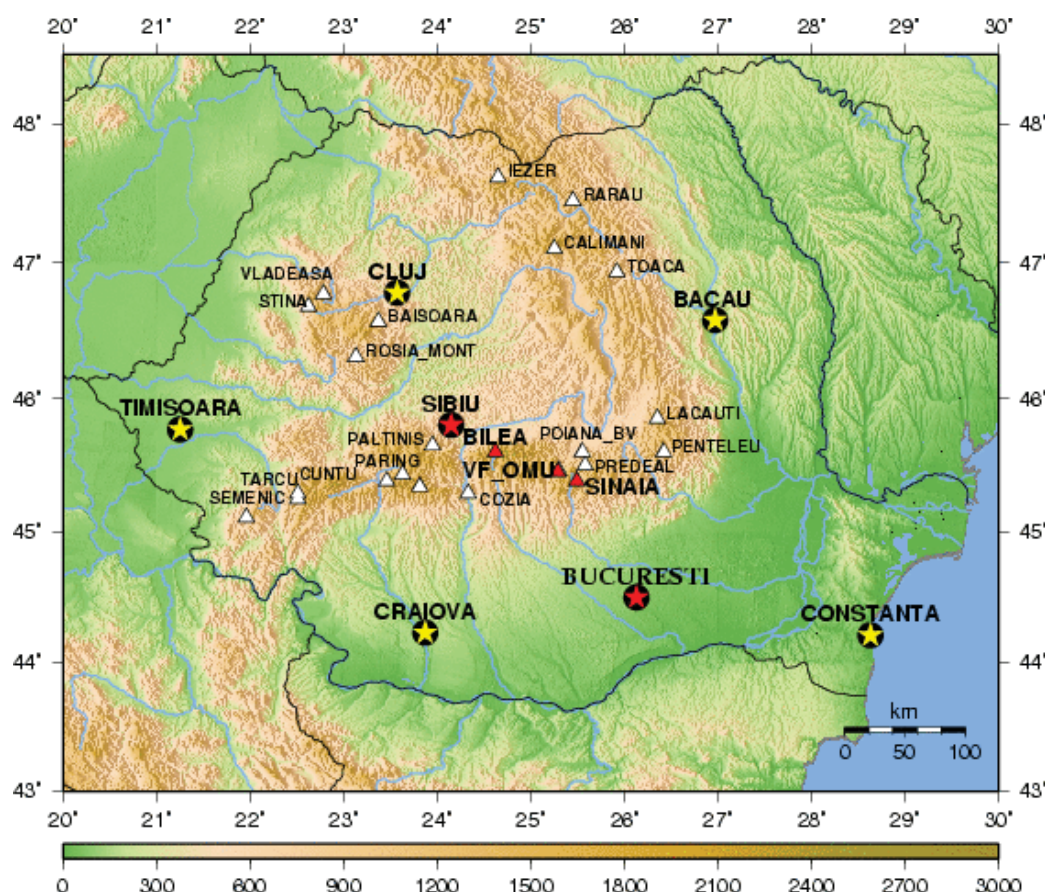 20° 21° 22° 23° 24° 25° 26° 27° 28° 29° 30°
48° 48°
IEZER
RARAU
CALIMANI
47° 47°
TOACA
VLADEASA
CLUJ
STINA
BACAU
BAISOARA
ROSIA_MONT
46° 46°
TIMISOARA
SIBIU
LACAUTI
PALTINIS
BILEA
POIANA_BV
PENTELEU
PARING
VF_OMU
PREDEAL
TARCU
CUNTU
SINAIA
SEMENIC
COZIA
45° 45°
BUCURESTI
CRAIOVA
CONSTANTA
44° 44°
km
0 50 100
43° 43°
20° 21° 22° 23° 24° 25° 26° 27° 28° 29° 30°
0 300 600 900 1200 1500 1800 2100 2400 2700 3000